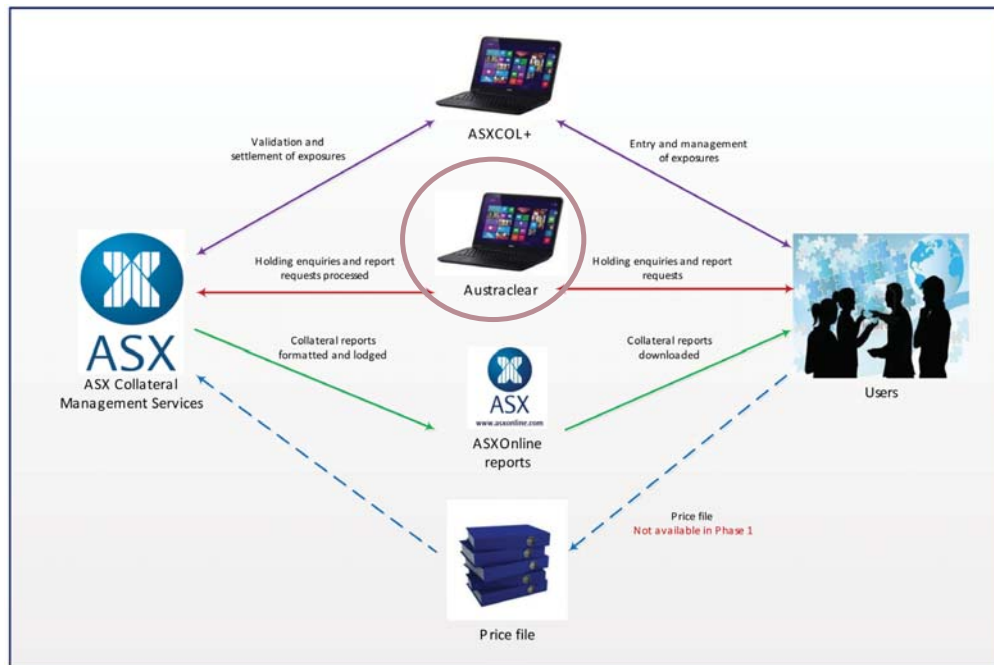 ASXCOL+
Validation and
settlement of exposures
Entry and management
of exposures
Holding enquiries and report
requests processed
Austraclear
Holding enquiries and report
requests
ASX
ASX Collateral
Management Services
Collateral reports
formatted and lodged
Collateral reports
downloaded
Users
ASX
www.asxonline.com
ASXOnline
reports
Price file
Not available in Phase 1
Price file